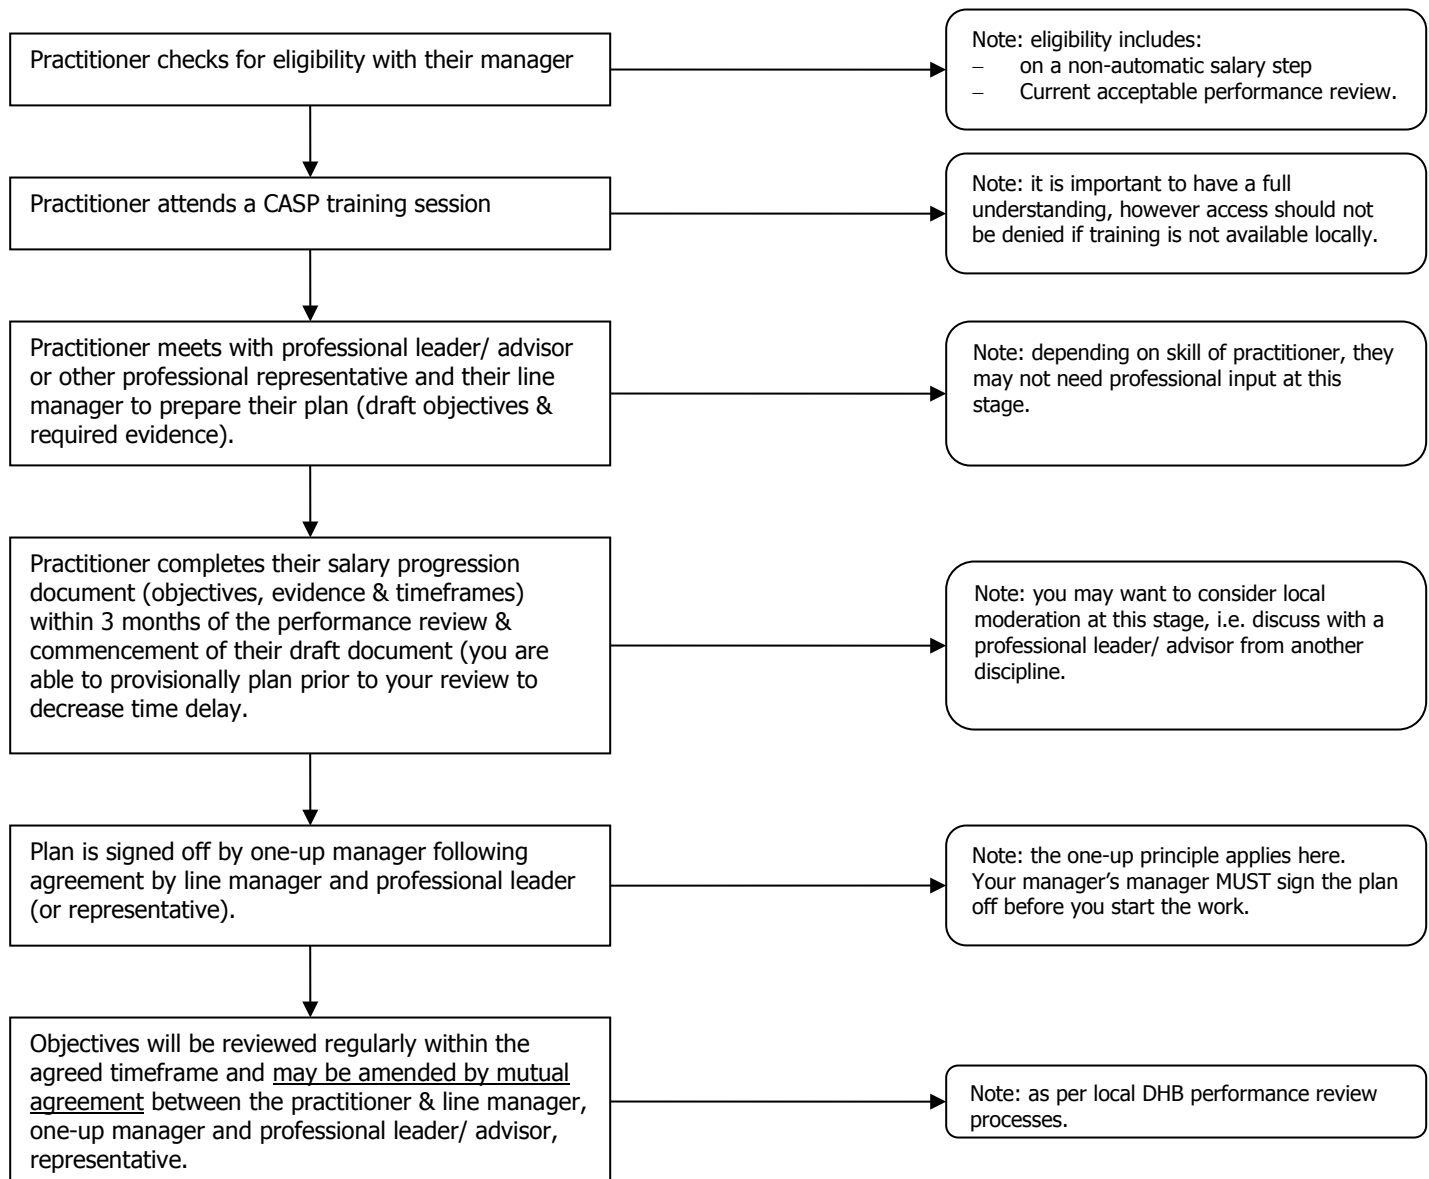 Practitioner checks for eligibility with their manager
Note: eligibility includes:
– on a non-automatic salary step
– Current acceptable performance review.
Practitioner attends a CASP training session
Note: it is important to have a full
understanding, however access should not
be denied if training is not available locally.
Practitioner meets with professional leader/ advisor
or other professional representative and their line
manager to prepare their plan (draft objectives &
required evidence).
Note: depending on skill of practitioner, they
may not need professional input at this
stage.
Practitioner completes their salary progression
document (objectives, evidence & timeframes)
within 3 months of the performance review &
commencement of their draft document (you are
able to provisionally plan prior to your review to
decrease time delay.
Note: you may want to consider local
moderation at this stage, i.e. discuss with a
professional leader/ advisor from another
discipline.
Plan is signed off by one-up manager following
agreement by line manager and professional leader
(or representative).
Note: the one-up principle applies here.
Your manager’s manager MUST sign the plan
off before you start the work.
Objectives will be reviewed regularly within the
agreed timeframe and may be amended by mutual
agreement between the practitioner & line manager,
one-up manager and professional leader/ advisor,
representative.
Note: as per local DHB performance review
processes.